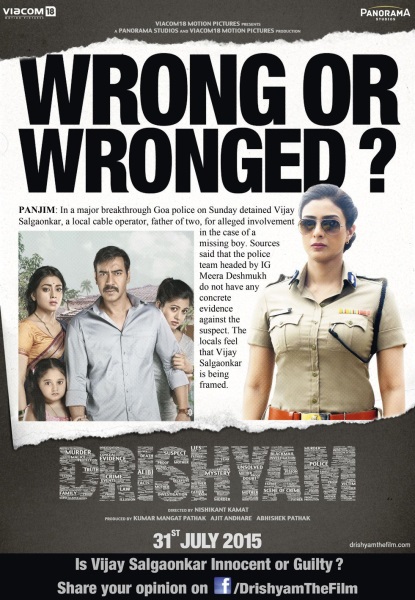 VIACOM 18
MOTION PICTURES
PANORAMA
STUDIOS
VIACOM18 MOTION PICTURES PRESENTS
A PANORAMA STUDIOS AND VIACOM18 MOTION PICTURES PRODUCTION
WRONG OR
WRONGED ?
PANJIM: In a major breakthrough Goa police on Sunday detained Vijay
Salgaonkar, a local cable operator, father of two, for alleged involvement
in the case of a
missing boy. Sources
said that the police
team headed by IG
Meera Deshmukh
do not have any
concrete
evidence
against the
suspect. The
locals feel
that Vijay
Salgaonkar
is being
framed.
DRISHYAM
DIRECTED BY NISHIKANT KAMAT
PRODUCED BY KUMAR MANGAT PATHAK AJIT ANDHARE ABHISHEK PATHAK
31ST JULY 2015
drishyamthefilm.com
Is Vijay Salgaonkar Innocent or Guilty ?
Share your opinion on f /DrishyamTheFilm